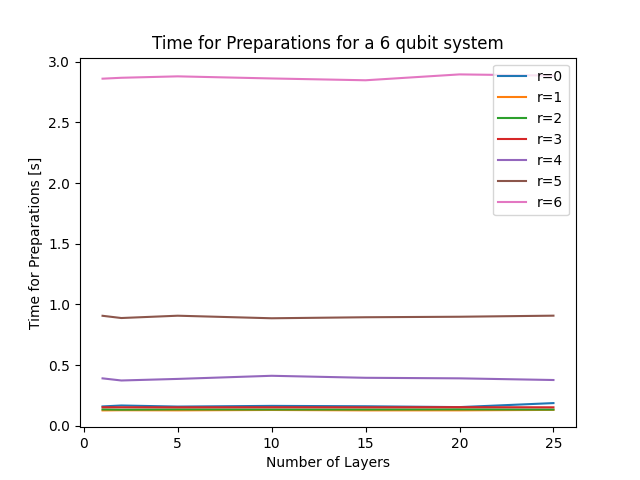 Time for Preparations for a 6 qubit system
3.0
2.5
2.0
1.5
1.0
0.5
0.0
Time for Preparations [s]
r=0
r=1
r=2
r=3
r=4
r=5
r=6
0 5 10 15 20 25
Number of Layers